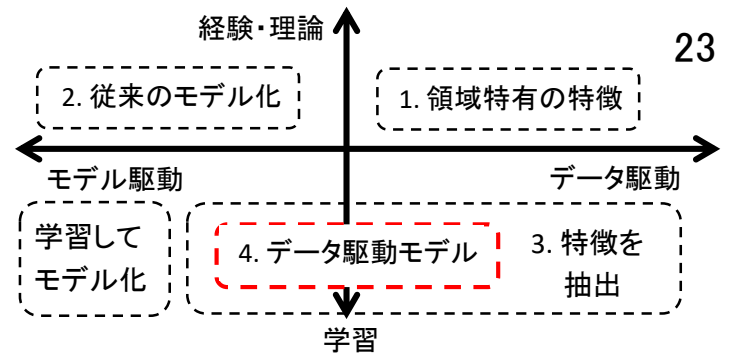 経験・理論
23
2. 従来のモデル化
1. 領域特有の特徴
モデル駆動
データ駆動
学習して
モデル化
4. データ駆動モデル
3. 特徴を
抽出
学習